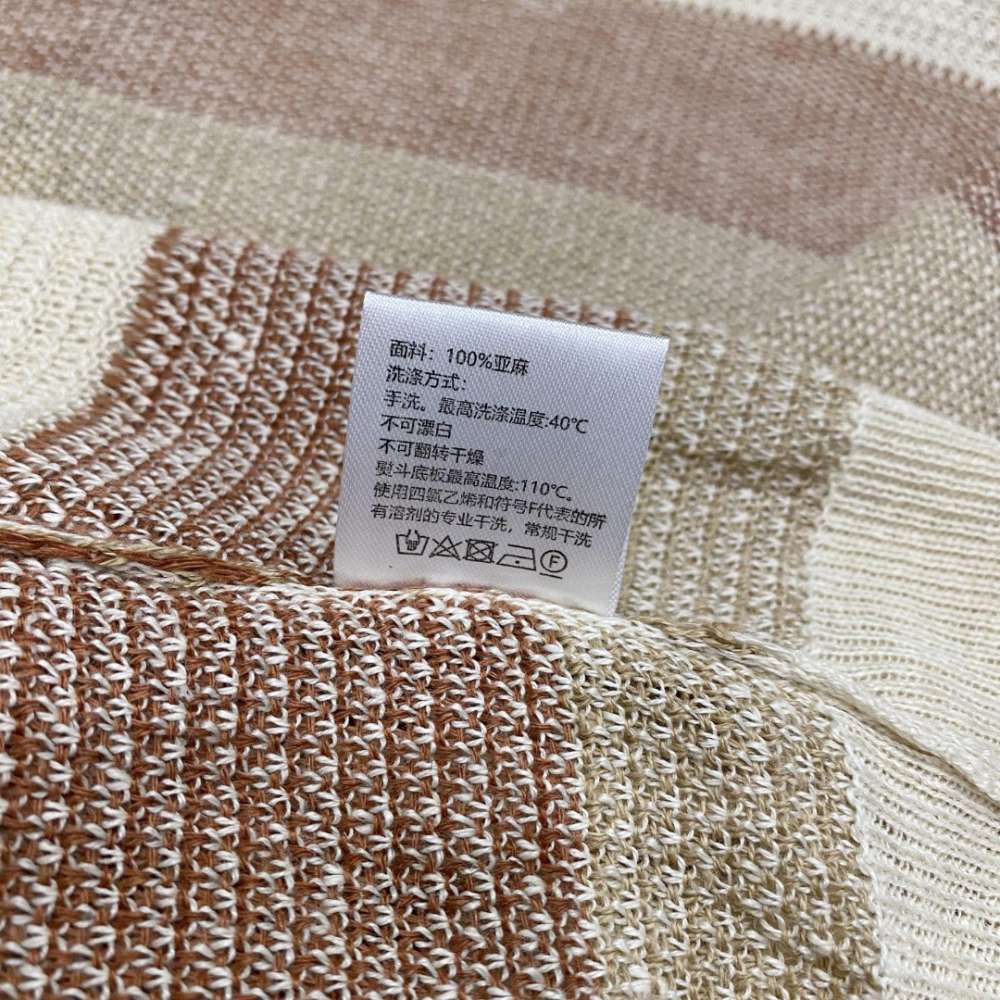 面料：100%亚麻
洗涤方式：
手洗。最高洗涤温度:40℃
不可漂白
不可翻转干燥
熨斗底板最高温度:110℃。
使用四氯乙烯和符号F代表的所
有溶剂的专业干洗，常规干洗
F